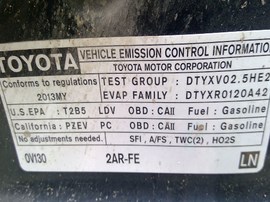 TOYOTA VEHICLE EMISSION CONTROL INFORMATION
TOYOTA MOTOR CORPORATION
Conforms to regulations TEST GROUP : DTYXV02.5HE2
2013MY EVAP FAMILY : DTYXR0120A42
U.S.EPA : T2B5 LDV OBD : CAII Fuel : Gasoline
California : PZEV PC OBD : CAII Fuel : Gasoline
No adjustments needed. SFI , A/FS , TWC(2) , HO2S
0V130 2AR-FE LN